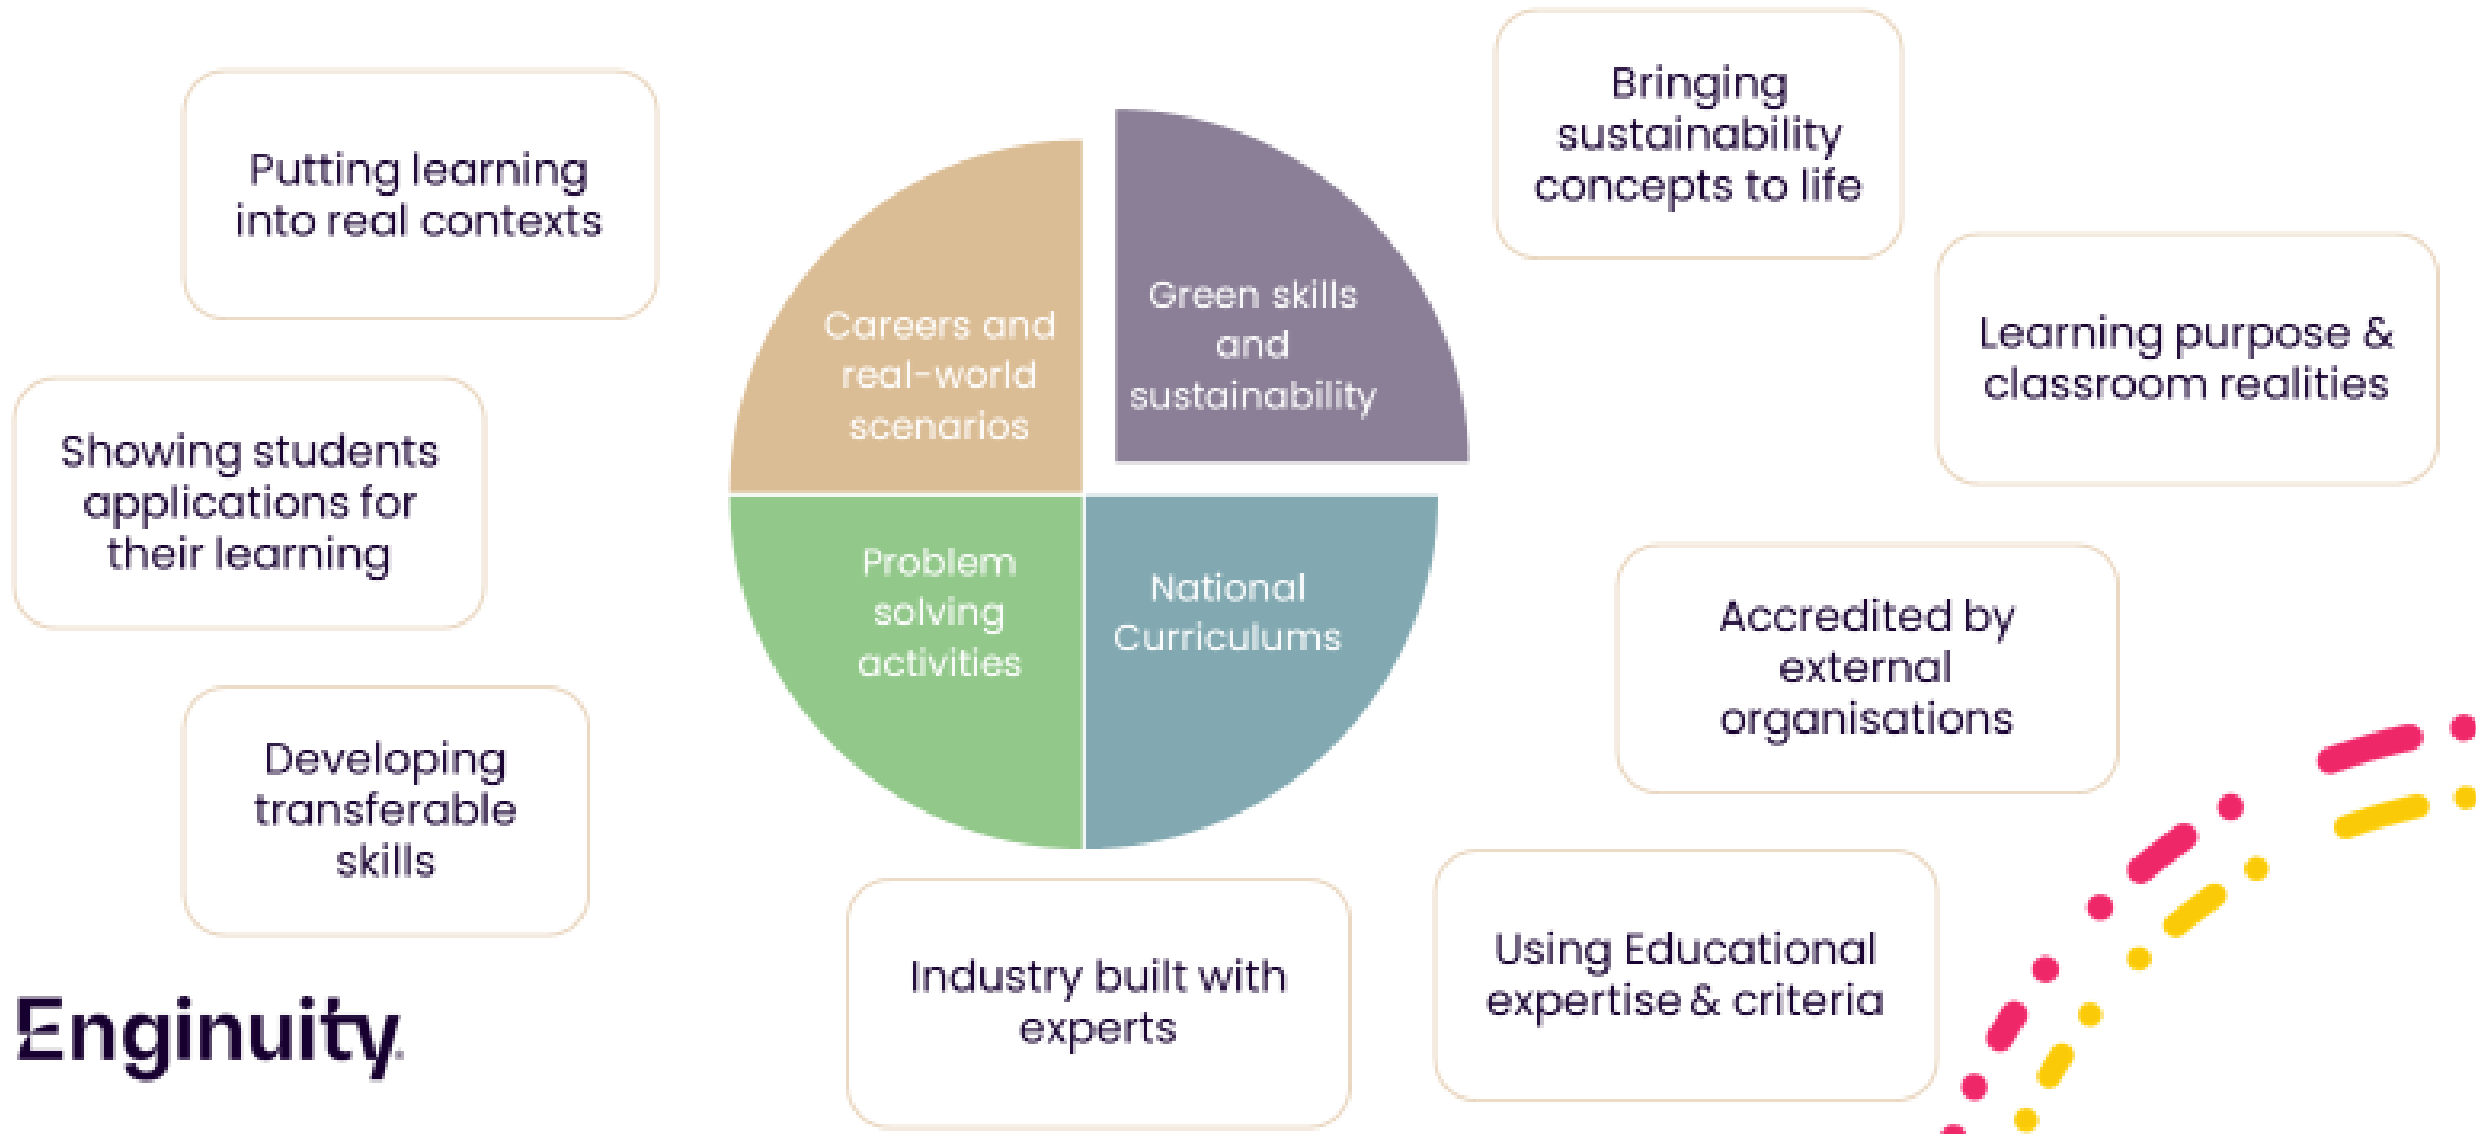 Putting learning
into real contexts
Showing students
applications for
their learning
Developing
transferable
skills
Careers and
real-world
scenarios
Green skills
and
sustainability
Problem
solving
activities
National
Curriculums
Bringing
sustainability
concepts to life
Learning purpose &
classroom realities
Accredited by
external
organisations
Using Educational
expertise & criteria
Industry built with
experts
Enginuity